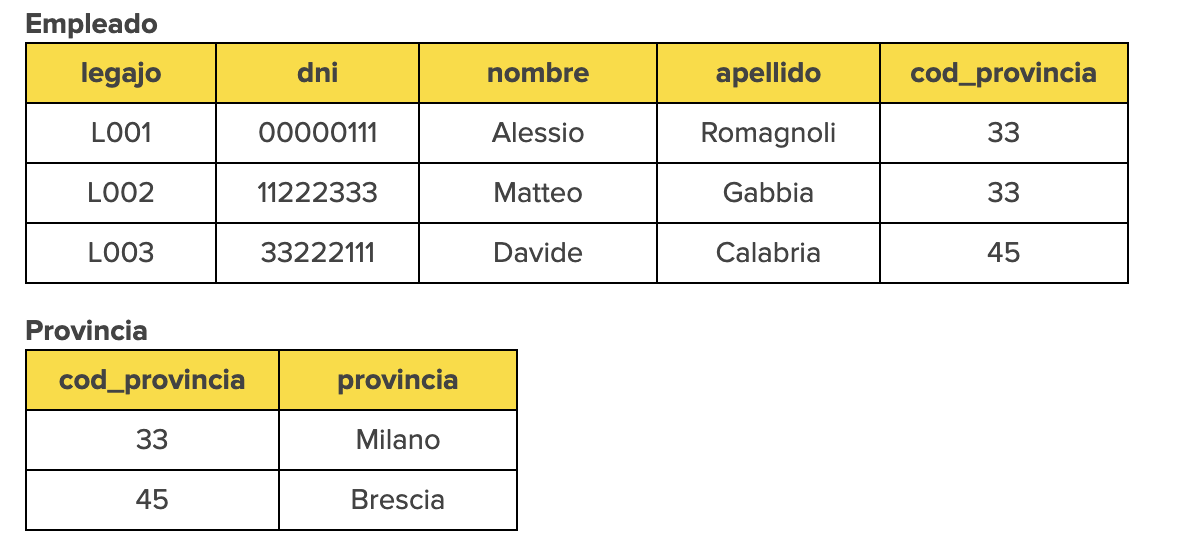 Empleado
legajo dni nombre apellido cod_provincia
L001 00000111 Alessio Romagnoli 33
L002 11222333 Matteo Gabbia 33
L003 33222111 Davide Calabria 45
Provincia
cod_provincia provincia
33 Milano
45 Brescia